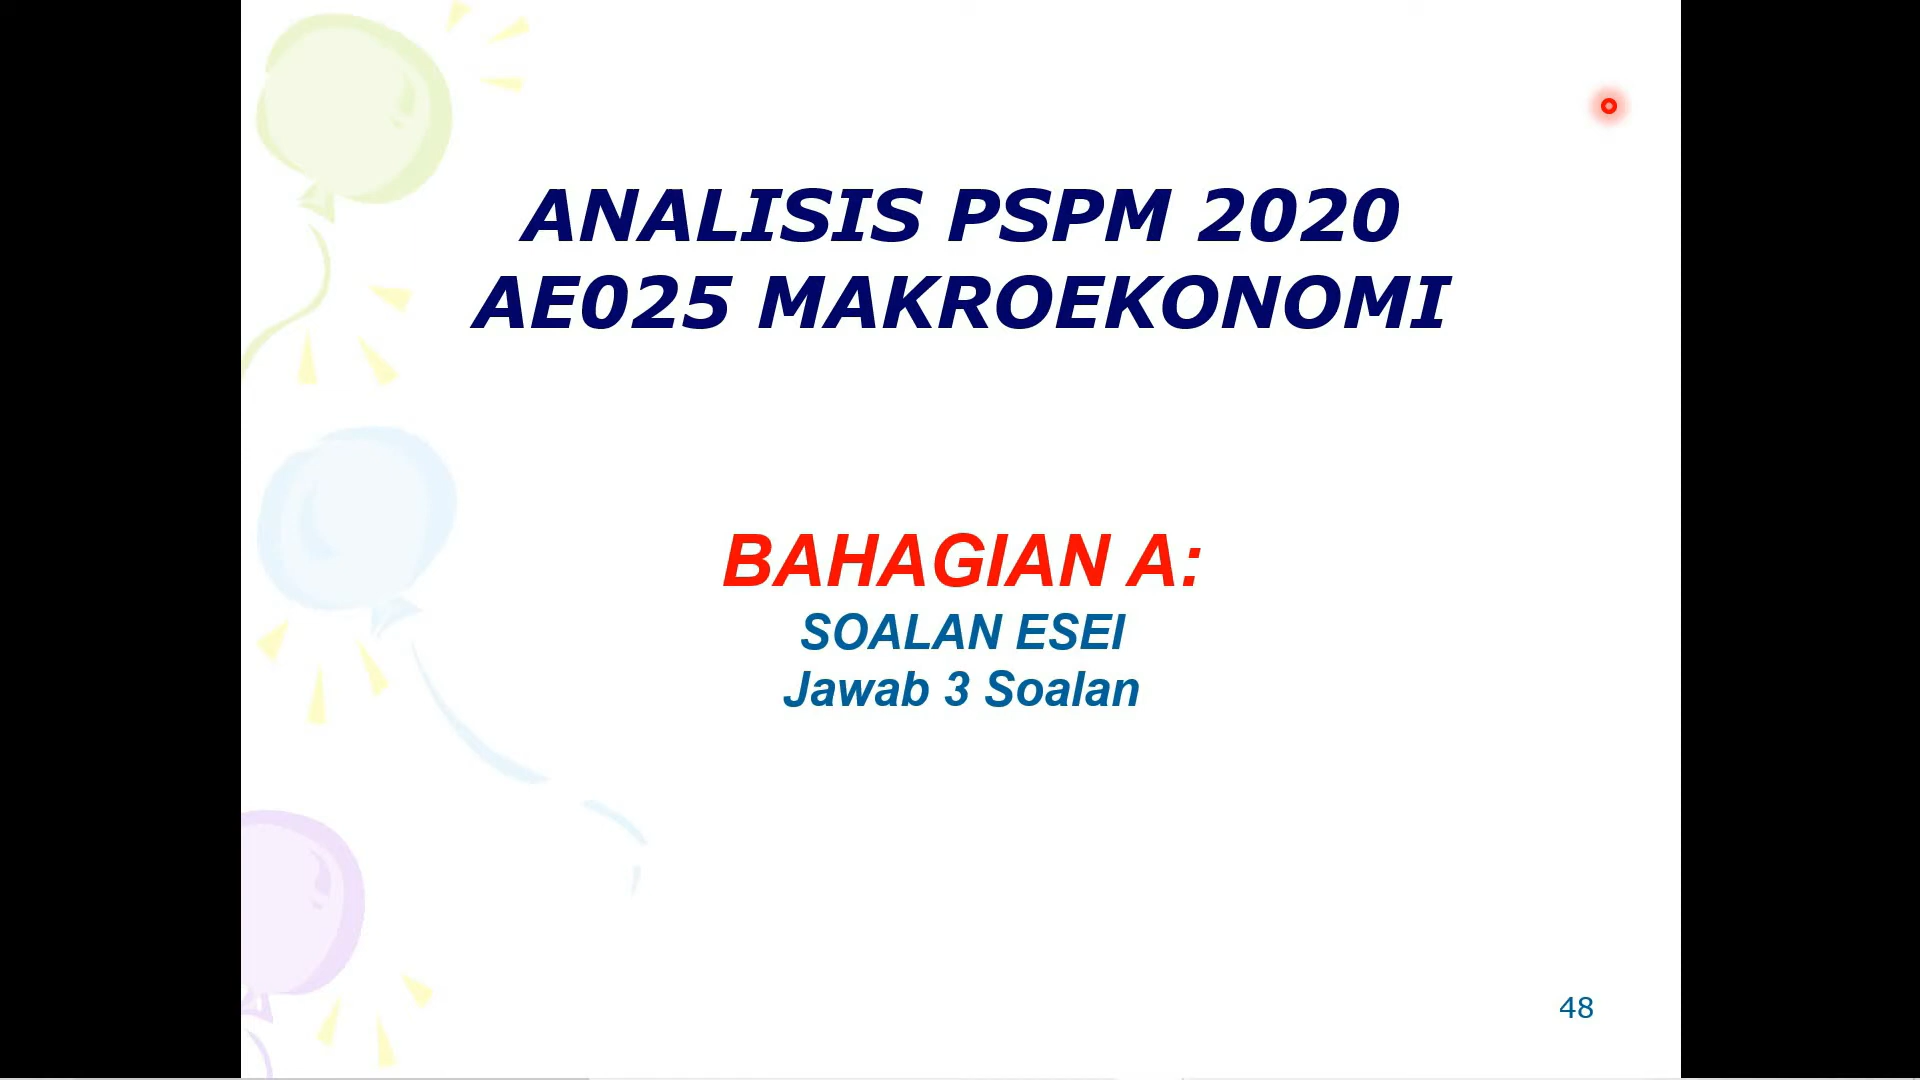 ANALISIS PSPM 2020
AE025 MAKROEKONOMI
BAHAGIAN A:
SOALAN ESEI
Jawab 3 Soalan
48